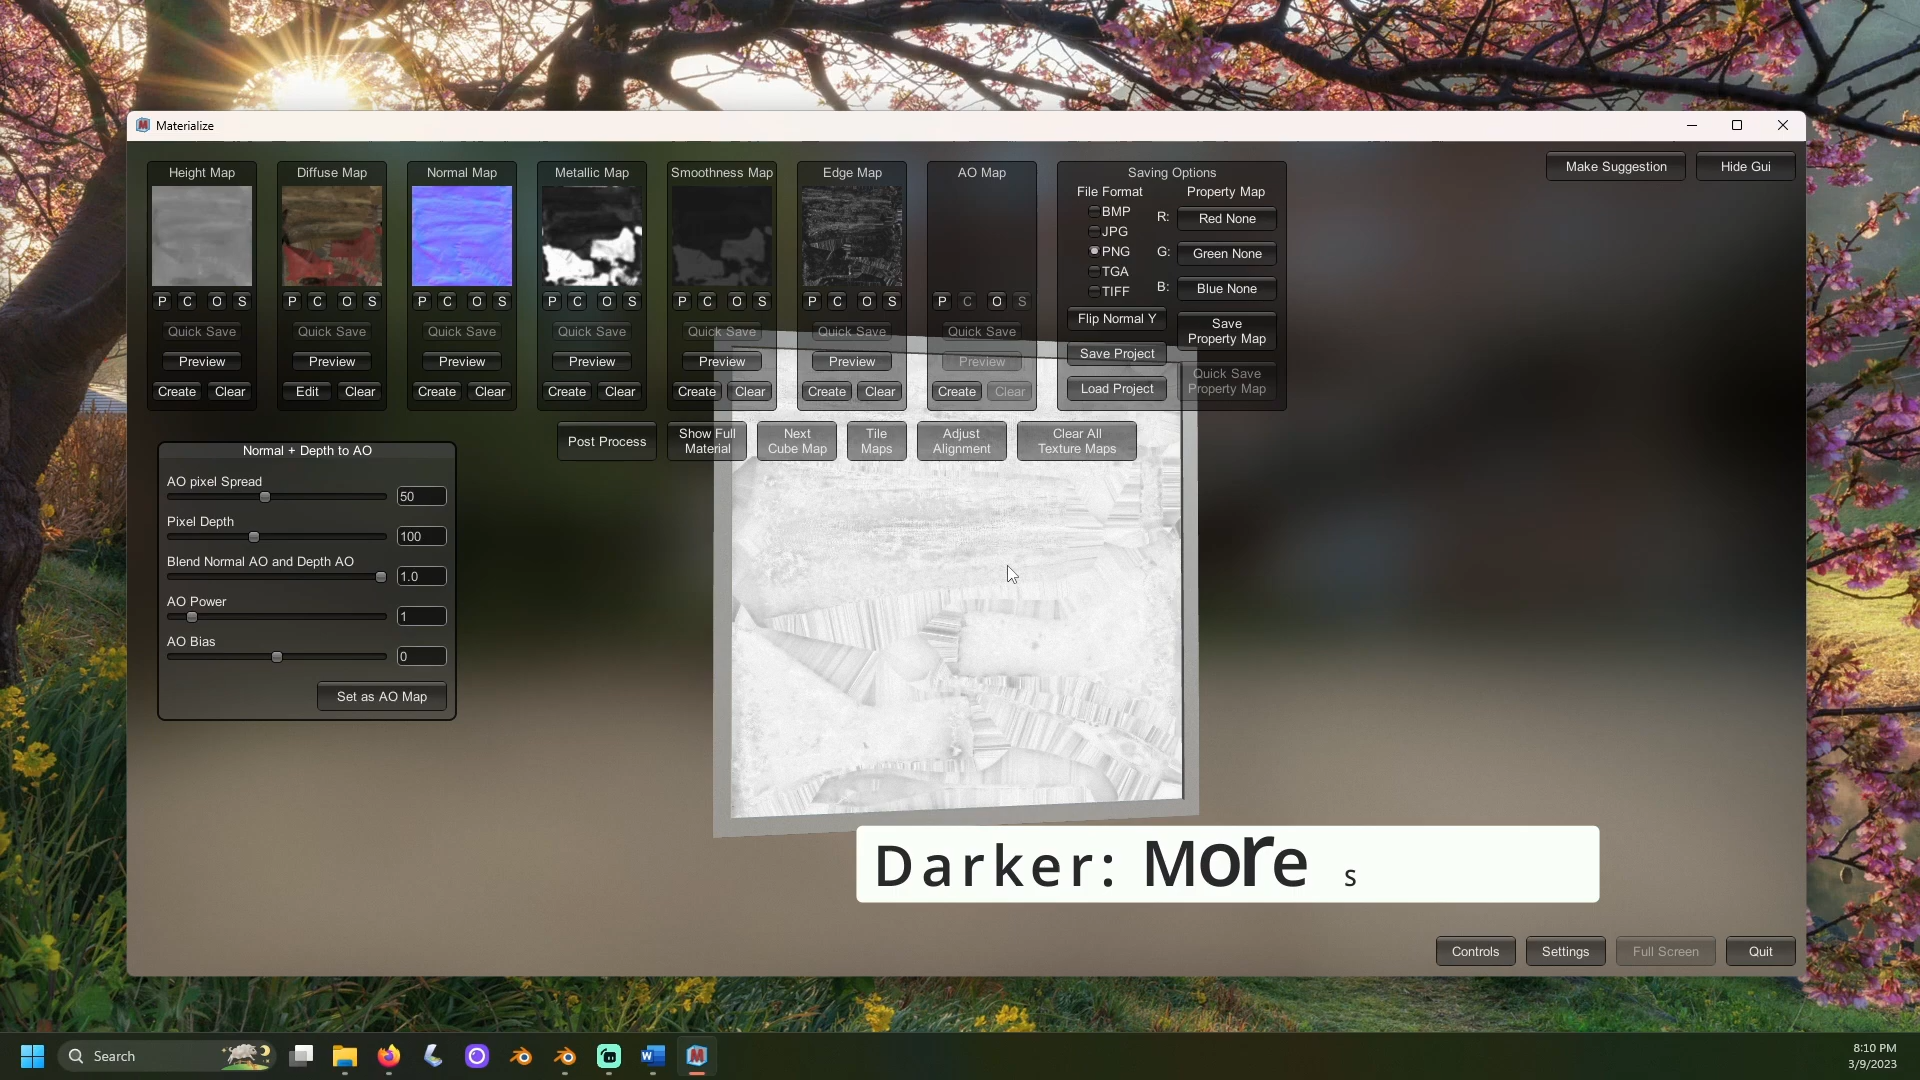 Materialize
Make Suggestion
Hide Gui
Height Map
Diffuse Map
Normal Map
Metallic Map
Smoothness Map
Edge Map
AO Map
Saving Options
File Format
Property Map
BMP
JPG
PNG
TGA
TIFF
R:
Red None
G:
Green None
B:
Blue None
P C O S
P C O S
P C O S
P C O S
P C O S
P C O S
P C O S
Quick Save
Quick Save
Quick Save
Quick Save
Quick Save
Quick Save
Quick Save
Flip Normal Y
Save
Property Map
Preview
Preview
Preview
Preview
Preview
Preview
Preview
Save Project
Create Clear
Edit Clear
Create Clear
Create Clear
Create Clear
Create Clear
Create Clear
Load Project
Quick Save
Property Map
Post Process
Show Full
Material
Next
Cube Map
Tile
Maps
Adjust
Alignment
Clear All
Texture Maps
Normal + Depth to AO
AO pixel Spread
50
Pixel Depth
100
Blend Normal AO and Depth AO
1.0
AO Power
1
AO Bias
0
Set as AO Map
Darker: More s
Controls
Settings
Full Screen
Quit
Search
8:10 PM
3/9/2023